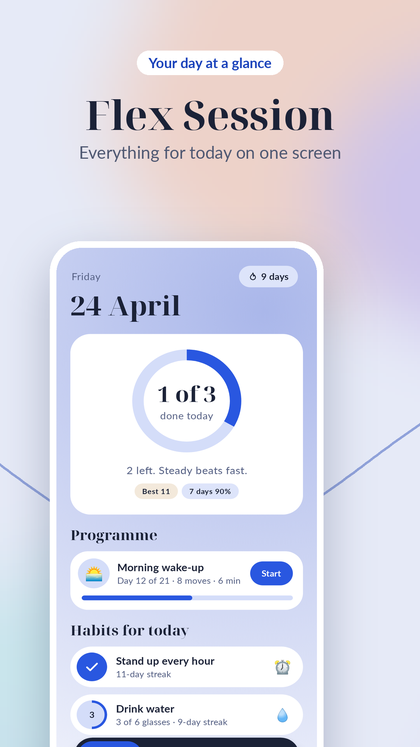 Your day at a glance
Flex Session
Everything for today on one screen
Friday
9 days
24 April
1 of 3
done today
2 left. Steady beats fast.
Best 11
7 days 90%
Programme
Morning wake-up
Day 12 of 21 · 8 moves · 6 min
Start
Habits for today
Stand up every hour
11-day streak
3
Drink water
3 of 6 glasses · 9-day streak